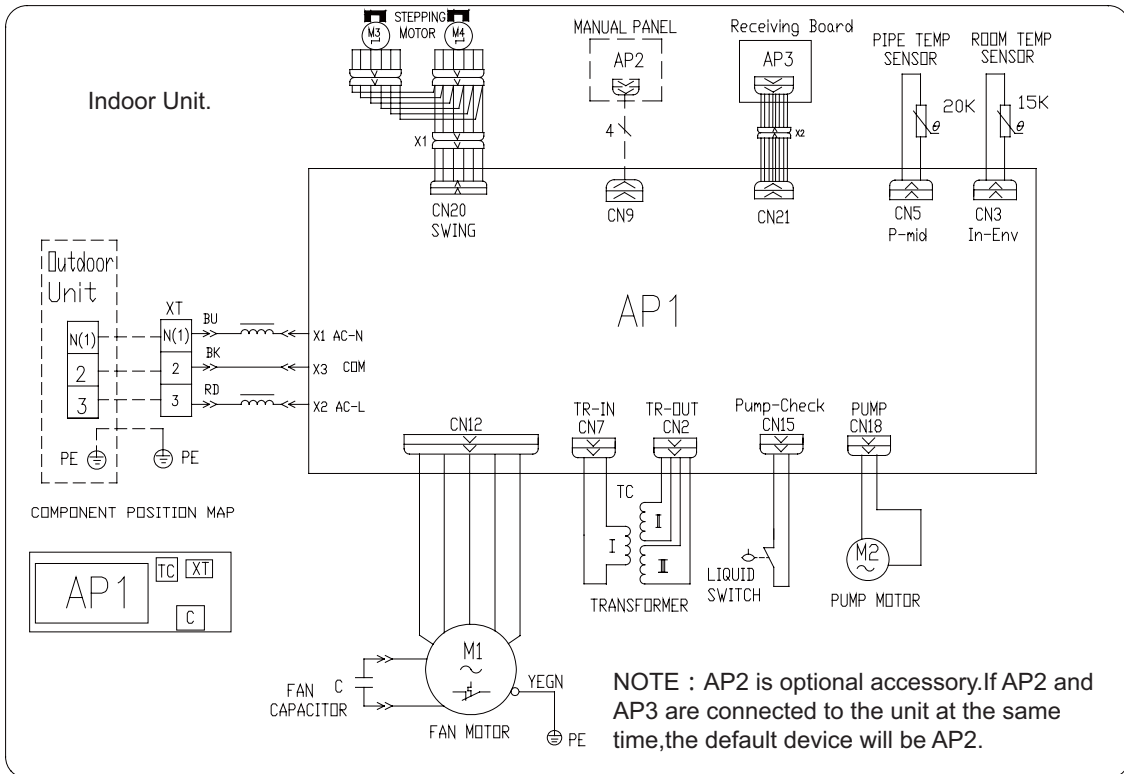 STEPPING
MOTOR
M3
M4
MANUAL PANEL
AP2
Receiving Board
AP3
PIPE TEMP
SENSOR
ROOM TEMP
SENSOR
Indoor Unit.
20K
θ
15K
θ
X1
4
X2
CN20
SWING
CN9
CN21
CN5
P-mid
CN3
In-Env
Outdoor
Unit
XT
AP1
N(1)
N(1)
BU
X1 AC-N
2
2
BK
X3 COM
3
3
RD
X2 AC-L
PE
PE
CN12
TR-IN
CN7
TR-OUT
CN2
Pump-Check
CN15
PUMP
CN18
TC
I
II
II
TRANSFORMER
LIQUID
SWITCH
M2
PUMP MOTOR
COMPONENT POSITION MAP
AP1
TC
XT
C
M1
FAN
CAPACITOR
C
FAN MOTOR
YEGN
PE
NOTE : AP2 is optional accessory.If AP2 and
AP3 are connected to the unit at the same
time,the default device will be AP2.